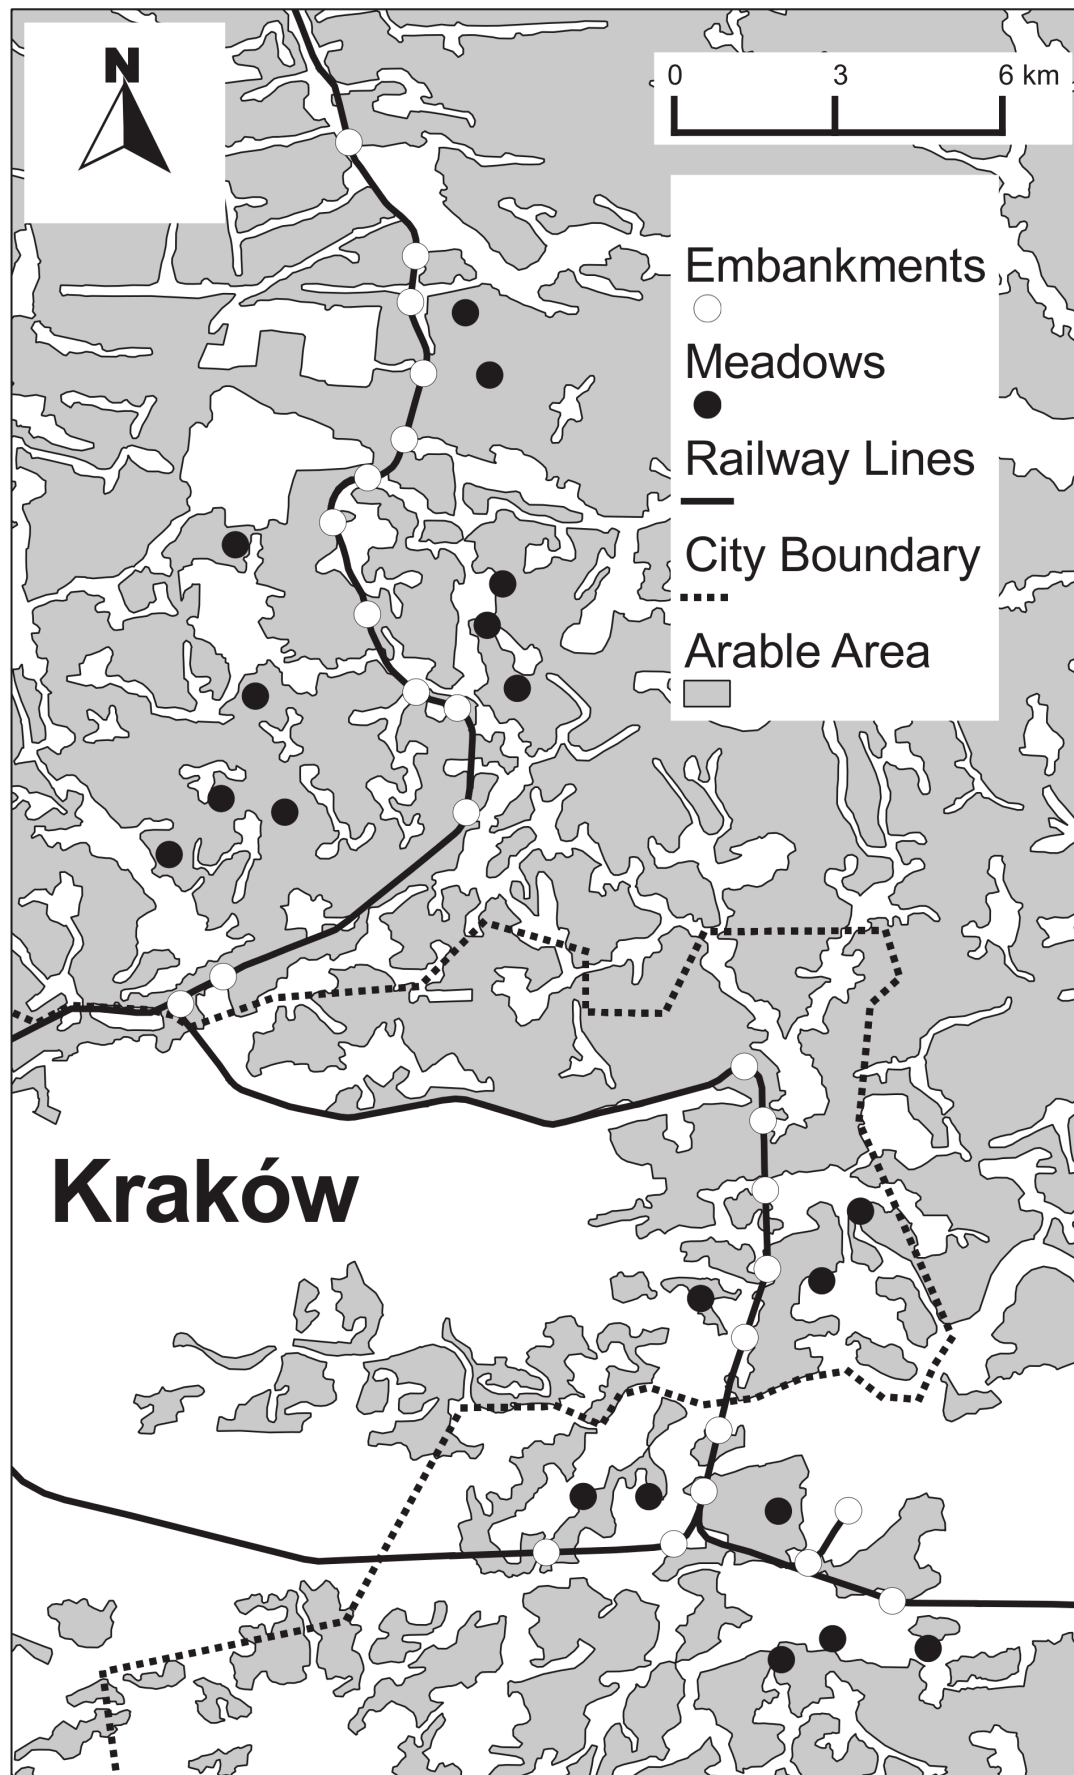 N
0 3 6 km
Embankments
Meadows
Railway Lines
City Boundary
Arable Area
Kraków